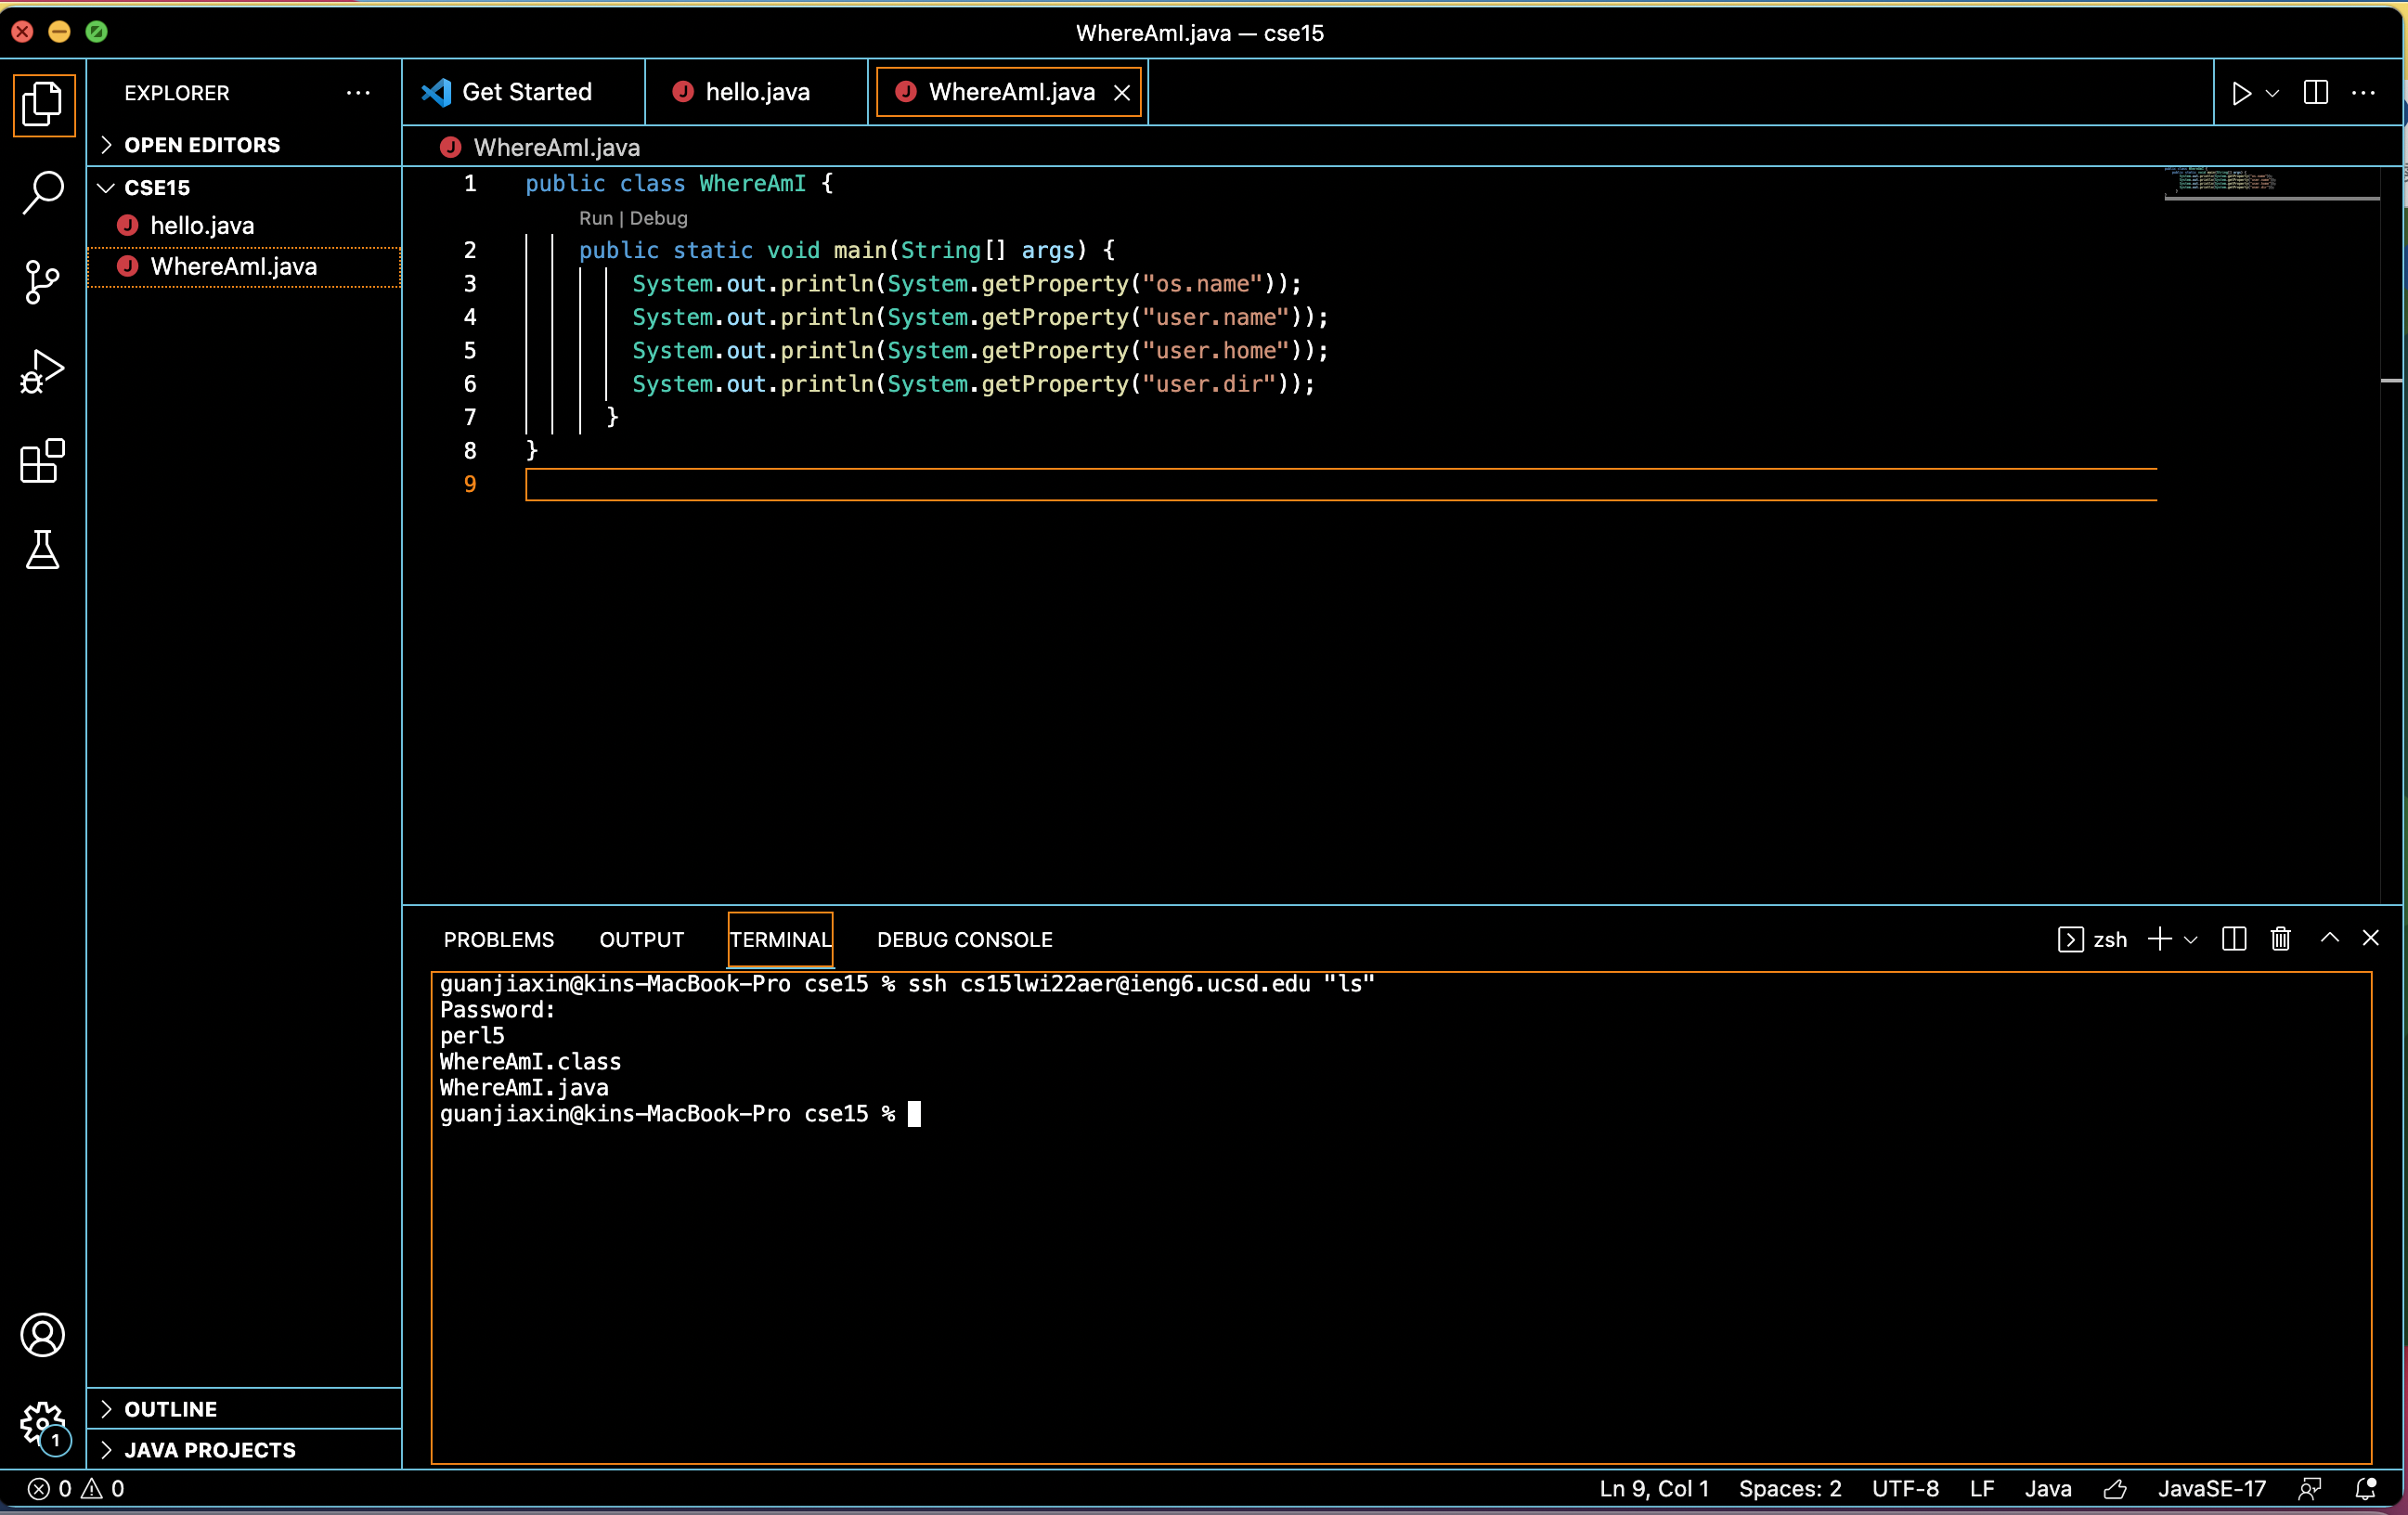 WhereAmI.java — cse15
EXPLORER
OPEN EDITORS
CSE15
hello.java
WhereAmI.java
OUTLINE
JAVA PROJECTS
Get Started
hello.java
WhereAmI.java
WhereAmI.java
1 public class WhereAmI {
Run | Debug
2 public static void main(String[] args) {
3 System.out.println(System.getProperty("os.name"));
4 System.out.println(System.getProperty("user.name"));
5 System.out.println(System.getProperty("user.home"));
6 System.out.println(System.getProperty("user.dir"));
7 }
8 }
9
PROBLEMS OUTPUT TERMINAL DEBUG CONSOLE
zsh
guanjiaxin@kins-MacBook-Pro cse15 % ssh cs15lwi22aer@ieng6.ucsd.edu "ls"
Password:
perl5
WhereAmI.class
WhereAmI.java
guanjiaxin@kins-MacBook-Pro cse15 %
1
0 0
Ln 9, Col 1 Spaces: 2 UTF-8 LF Java JavaSE-17